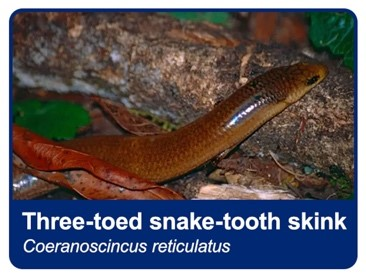 Three-toed snake-tooth skink
Coeranoscincus reticulatus